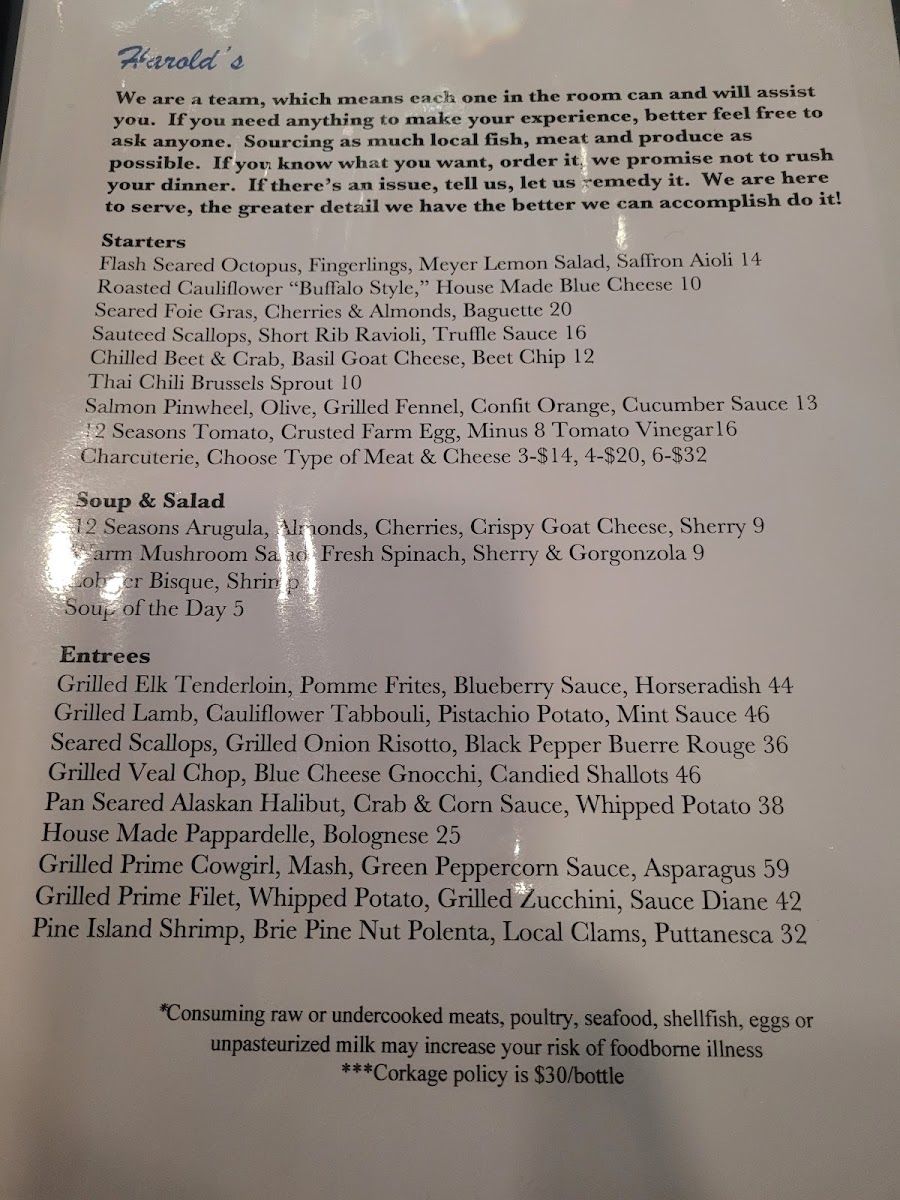 Harold's
We are a team, which means each one in the room can and will assist
you. If you need anything to make your experience, better feel free to
ask anyone. Sourcing as much local fish, meat and produce as
possible. If you know what you want, order it, we promise not to rush
your dinner. If there's an issue, tell us, let us remedy it. We are here
to serve, the greater detail we have the better we can accomplish do it!
Starters
Flash Seared Octopus, Fingerlings, Meyer Lemon Salad, Saffron Aioli 14
Roasted Cauliflower “Buffalo Style,” House Made Blue Cheese 10
Seared Foie Gras, Cherries & Almonds, Baguette 20
Sauteed Scallops, Short Rib Ravioli, Truffle Sauce 16
Chilled Beet & Crab, Basil Goat Cheese, Beet Chip 12
Thai Chili Brussels Sprout 10
Salmon Pinwheel, Olive, Grilled Fennel, Confit Orange, Cucumber Sauce 13
12 Seasons Tomato, Crusted Farm Egg, Minus 8 Tomato Vinegar16
Charcuterie, Choose Type of Meat & Cheese 3-$14, 4-$20, 6-$32
Soup & Salad
12 Seasons Arugula, Almonds, Cherries, Crispy Goat Cheese, Sherry 9
Warm Mushroom Salad, Fresh Spinach, Sherry & Gorgonzola 9
Lobster Bisque, Shrimp
Soup of the Day 5
Entrees
Grilled Elk Tenderloin, Pomme Frites, Blueberry Sauce, Horseradish 44
Grilled Lamb, Cauliflower Tabbouli, Pistachio Potato, Mint Sauce 46
Seared Scallops, Grilled Onion Risotto, Black Pepper Buerre Rouge 36
Grilled Veal Chop, Blue Cheese Gnocchi, Candied Shallots 46
Pan Seared Alaskan Halibut, Crab & Corn Sauce, Whipped Potato 38
House Made Pappardelle, Bolognese 25
Grilled Prime Cowgirl, Mash, Green Peppercorn Sauce, Asparagus 59
Grilled Prime Filet, Whipped Potato, Grilled Zucchini, Sauce Diane 42
Pine Island Shrimp, Brie Pine Nut Polenta, Local Clams, Puttanesca 32
*Consuming raw or undercooked meats, poultry, seafood, shellfish, eggs or
unpasteurized milk may increase your risk of foodborne illness
***Corkage policy is $30/bottle